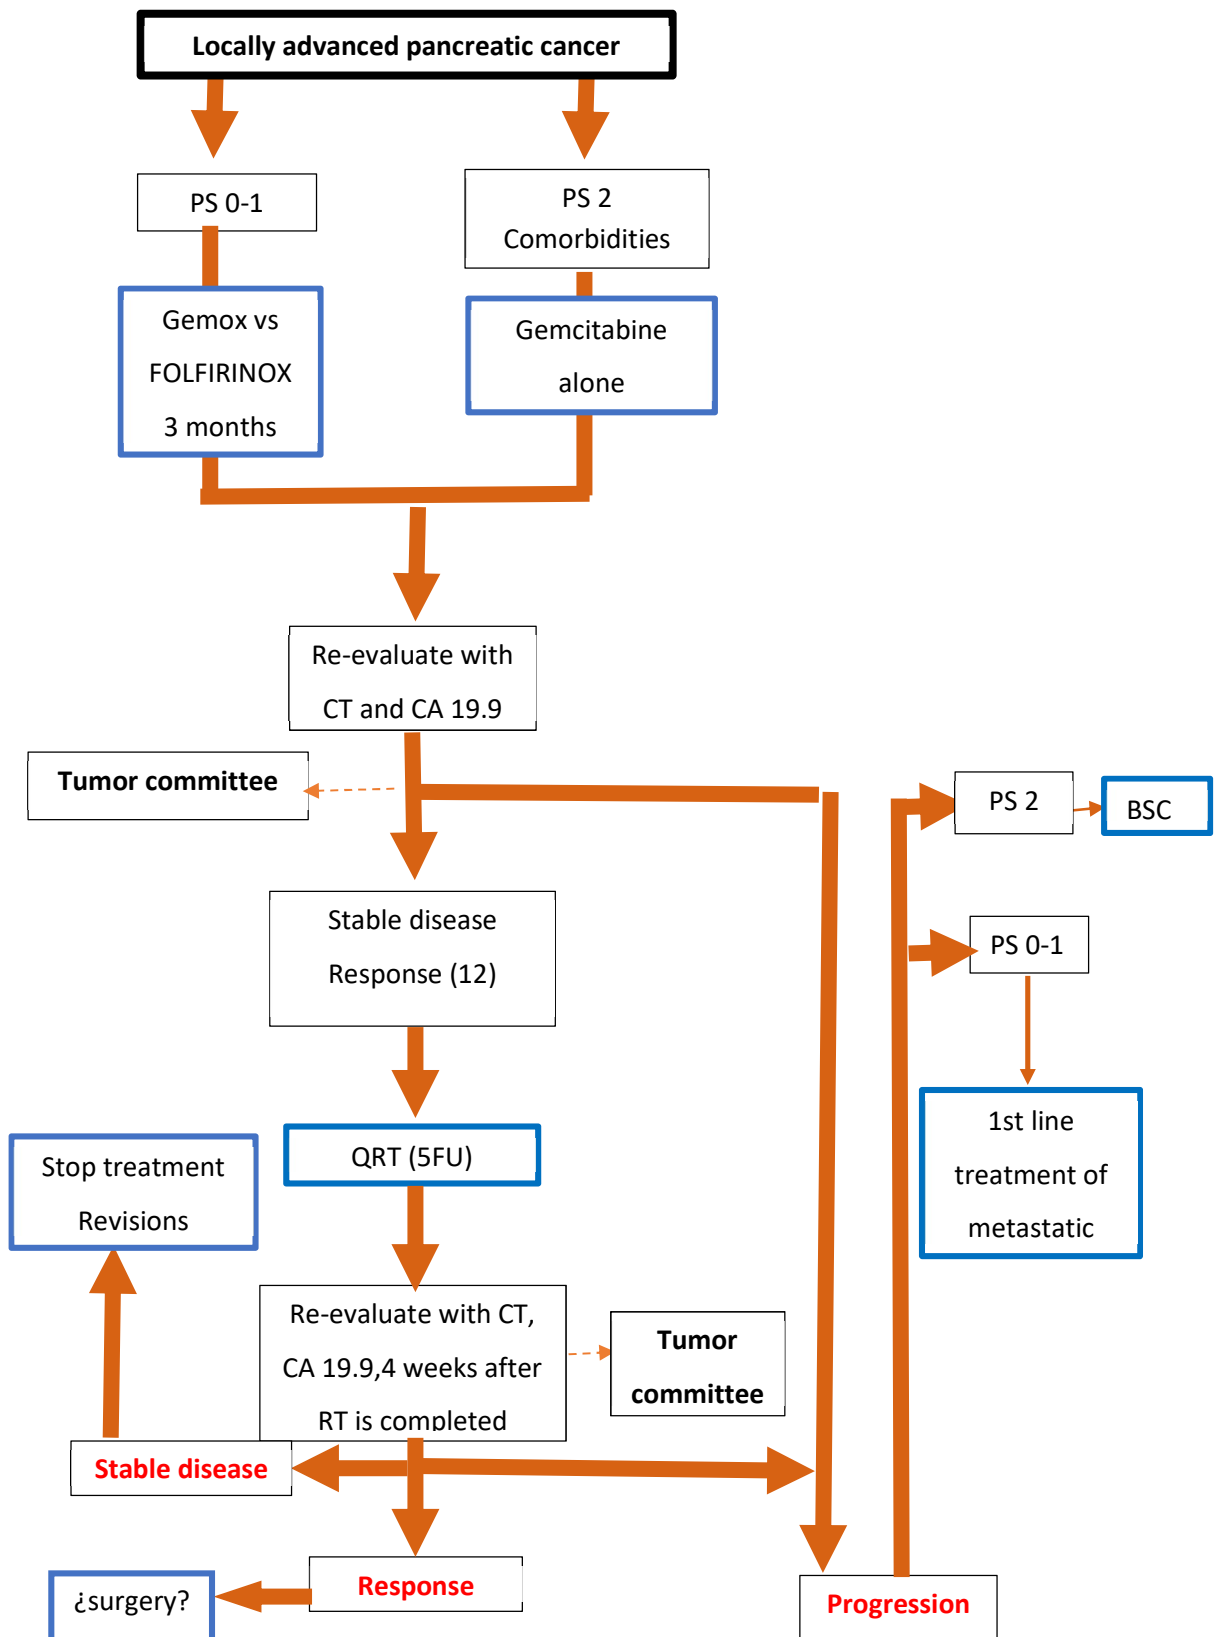 Locally advanced pancreatic cancer
PS 0-1
PS 2
Comorbidities
Gemox vs
FOLFIRINOX
3 months
Gemcitabine
alone
Re-evaluate with
CT and CA 19.9
Tumor committee
PS 2
BSC
Stable disease
Response (12)
PS 0-1
1st line
treatment of
metastatic
QRT (5FU)
Stop treatment
Revisions
Re-evaluate with CT,
CA 19.9,4 weeks after
RT is completed
Tumor
committee
Stable disease
Response
¿surgery?
Progression